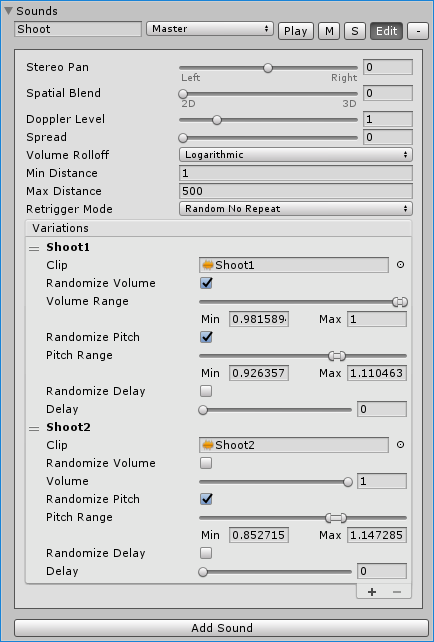 Sounds
Shoot Master Play M S Edit -
Stereo Pan 0
Left Right
Spatial Blend 0
2D 3D
Doppler Level 1
Spread 0
Volume Rolloff Logarithmic
Min Distance 1
Max Distance 500
Retrigger Mode Random No Repeat
Variations
Shoot1
Clip Shoot1
Randomize Volume
Volume Range
Min 0.981589 Max 1
Randomize Pitch
Pitch Range
Min 0.926357 Max 1.110463
Randomize Delay
Delay 0
Shoot2
Clip Shoot2
Randomize Volume
Volume 1
Randomize Pitch
Pitch Range
Min 0.852715 Max 1.147285
Randomize Delay
Delay 0
+ -
Add Sound